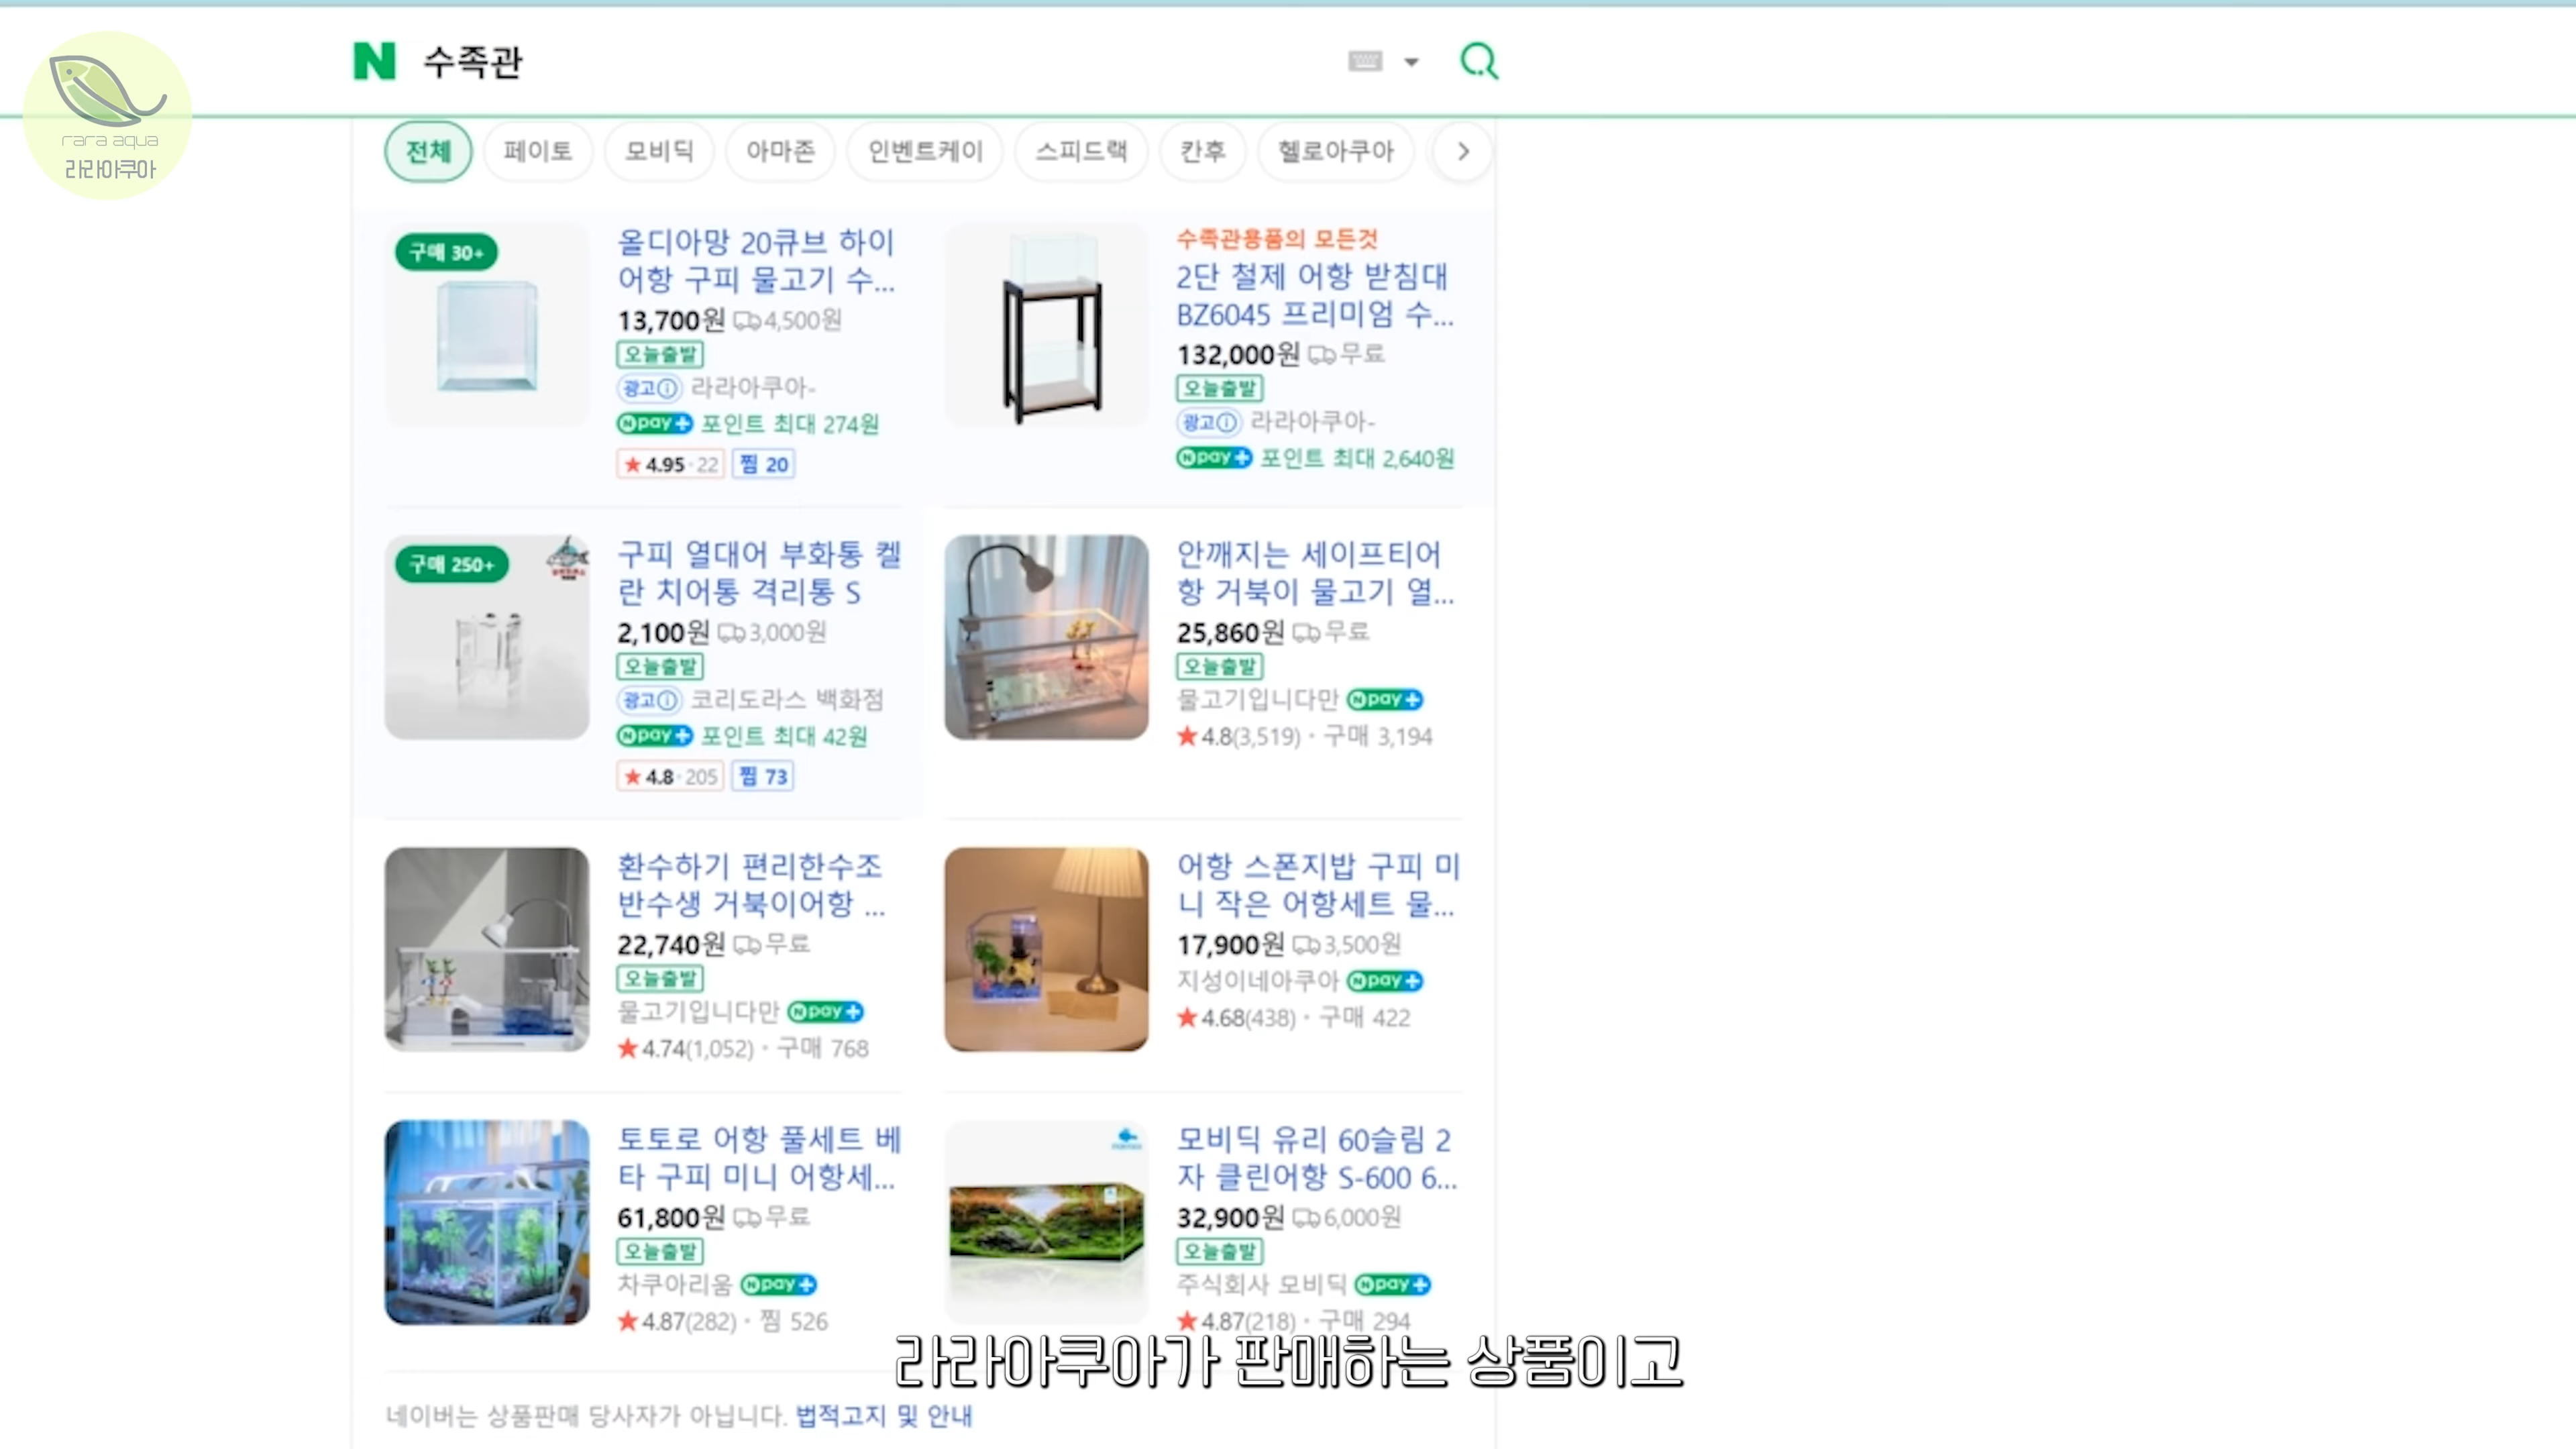 수족관
rara aqua
라라아쿠아
전체 페이토 모비딕 아마존 인벤트케이 스피드랙 칸후 헬로아쿠아
구매 30+
올디아망 20큐브 하이
어항 구피 물고기 수...
13,700원 4,500원
오늘출발
광고 라라아쿠아-
pay+ 포인트 최대 274원
★ 4.95 · 22 찜 20
수족관용품의 모든것
2단 철제 어항 받침대
BZ6045 프리미엄 수...
132,000원 무료
오늘출발
광고 라라아쿠아-
pay+ 포인트 최대 2,640원
구매 250+
구피 열대어 부화통 켈
란 치어통 격리통 S
2,100원 3,000원
오늘출발
광고 코리도라스 백화점
pay+ 포인트 최대 42원
★ 4.8 · 205 찜 73
안깨지는 세이프티어
항 거북이 물고기 열...
25,860원 무료
오늘출발
물고기입니다만 pay+
★ 4.8(3,519) · 구매 3,194
환수하기 편리한수조
반수생 거북이어항 ...
22,740원 무료
오늘출발
물고기입니다만 pay+
★ 4.74(1,052) · 구매 768
어항 스폰지밥 구피 미
니 작은 어항세트 물...
17,900원 3,500원
지성이네아쿠아 pay+
★ 4.68(438) · 구매 422
토토로 어항 풀세트 베
타 구피 미니 어항세...
61,800원 무료
오늘출발
차쿠아리움 pay+
★ 4.87(282) · 찜 526
모비딕 유리 60슬림 2
자 클린어항 S-600 6...
32,900원 6,000원
오늘출발
주식회사 모비딕 pay+
★ 4.87(218) · 구매 294
라라아쿠아가 판매하는 상품이고
네이버는 상품판매 당사자가 아닙니다. 법적고지 및 안내